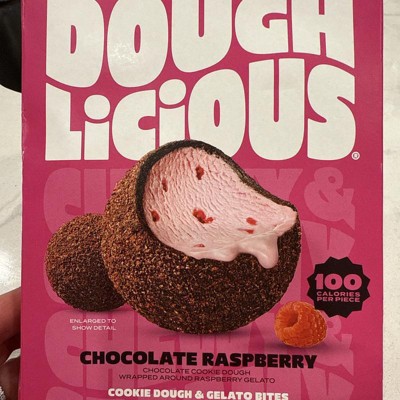 DOUGH
LiCiOUS®
CHEWY &
100
CALORIES
PER PIECE
ENLARGED TO
SHOW DETAIL
CHOCOLATE RASPBERRY
CHOCOLATE COOKIE DOUGH
WRAPPED AROUND RASPBERRY GELATO
COOKIE DOUGH & GELATO BITES